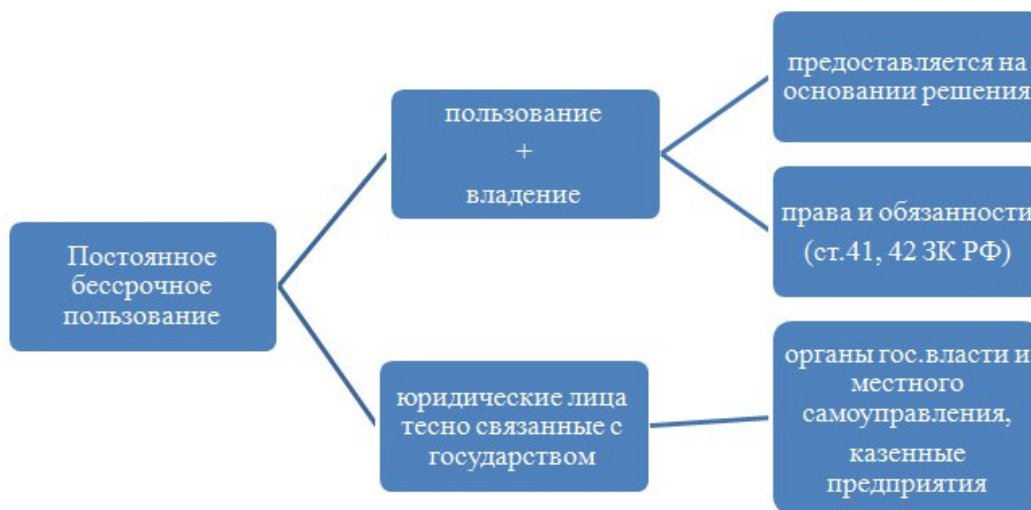 Постоянное
бессрочное
пользование
пользование
+
владение
юридические лица
тесно связанные с
государством
предоставляется на
основании решения
права и обязанности
(ст.41, 42 ЗК РФ)
органы гос.власти и
местного
самоуправления,
казенные
предприятия